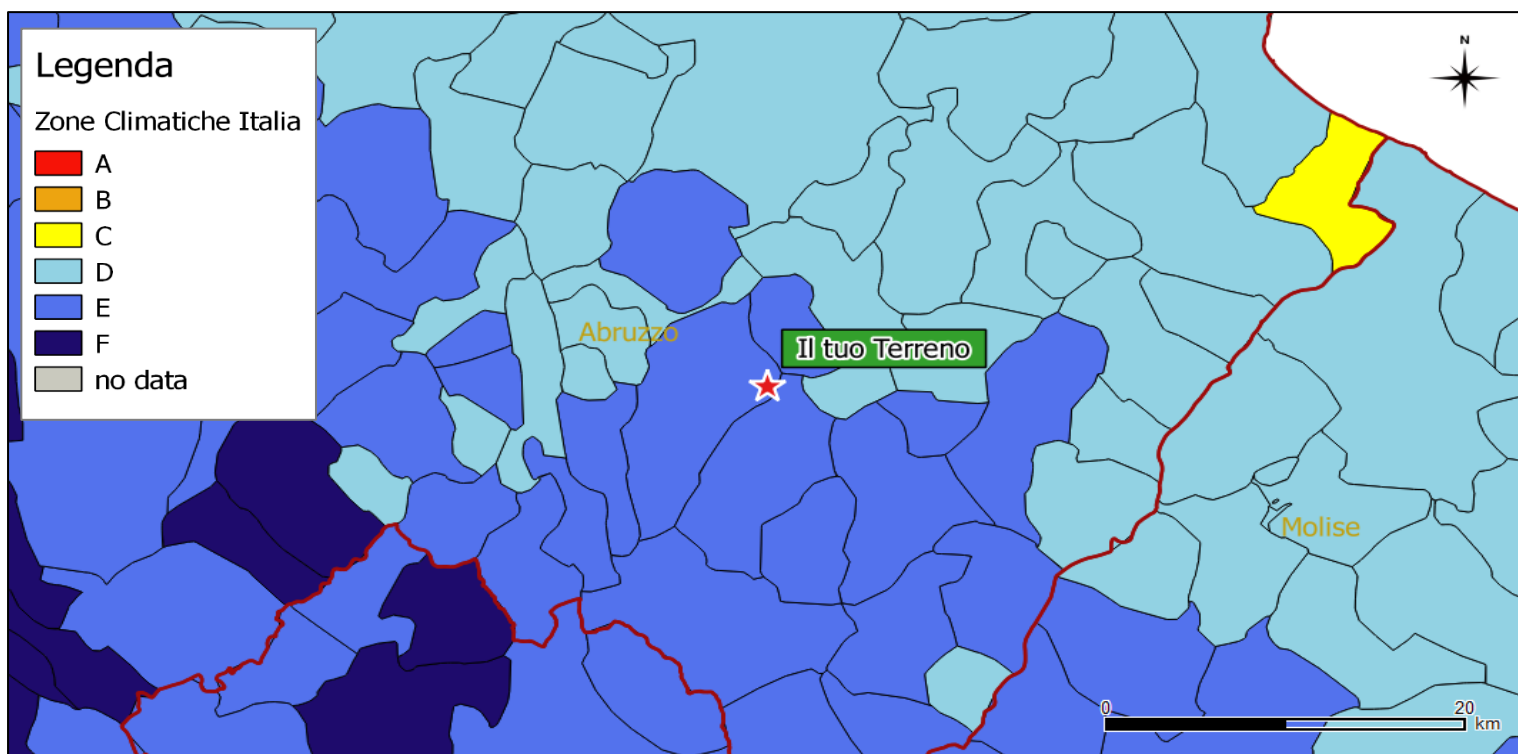 Legenda
Zone Climatiche Italia
A
B
C
D
E
F
no data
N
Abruzzo
Il tuo Terreno
Molise
0
20
km